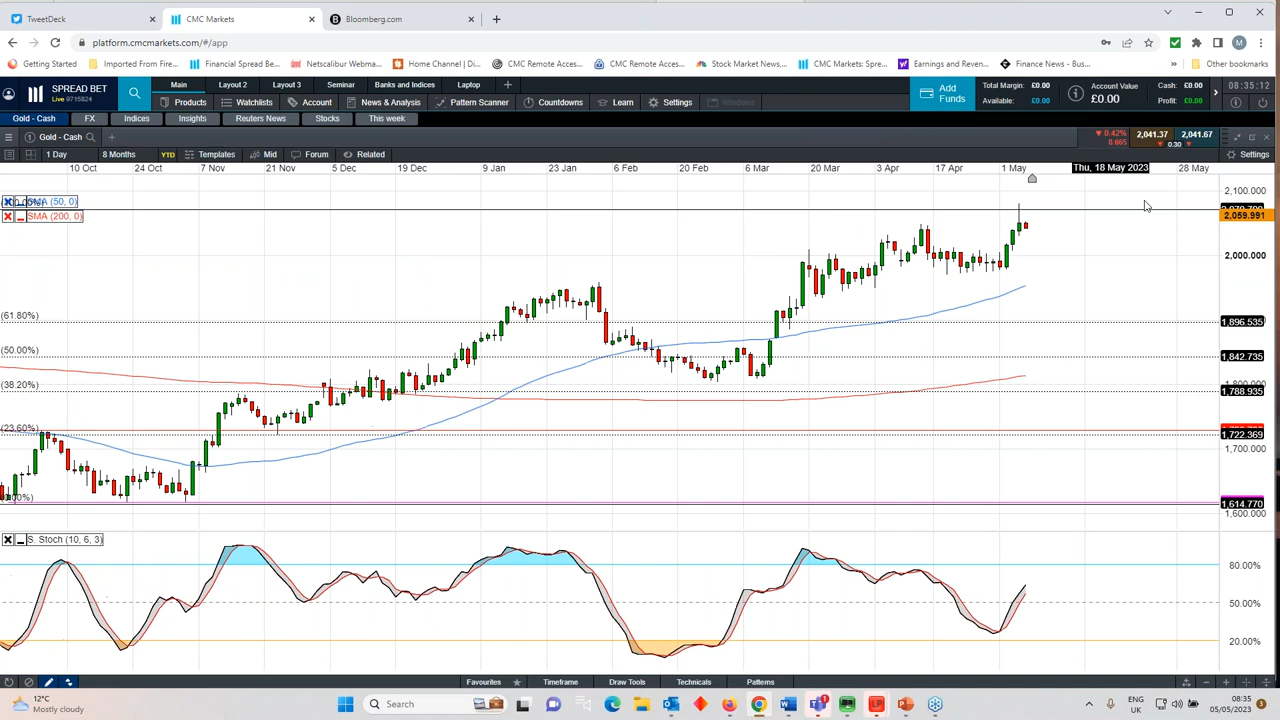 TweetDeck CMC Markets Bloomberg.com
platform.cmcmarkets.com/#/app
Getting Started Imported From Fire... Financial Spread Be... Netscalibur Webma... Home Channel | Di... CMC Remote Acces... CMC Remote Acces... Stock Market News,... CMC Markets: Spre... Earnings and Reven... Finance News - Bus... » Other bookmarks
SPREAD BET
Live 9715824
Main Layout 2 Layout 3 Seminar Banks and Indices Laptop
Products Watchlists Account News & Analysis Pattern Scanner Countdowns Learn Settings Windows
Add Funds
Total Margin: £0.00
Available: £0.00
Account Value
£0.00
Cash: £0.00
Profit: £0.00
08:35:12
Gold - Cash FX Indices Insights Reuters News Stocks This week
1 Gold - Cash
0.42%
8.665
2,041.37 2,041.67
0.30
1 Day 8 Months YTD Templates Mid Forum Related Settings
10 Oct 24 Oct 7 Nov 21 Nov 5 Dec 19 Dec 9 Jan 23 Jan 6 Feb 20 Feb 6 Mar 20 Mar 3 Apr 17 Apr 1 May Thu, 18 May 2023 28 May
SMA (50, 0)
SMA (200, 0)
2,100.000
2,059.991
2,000.000
(61.80%) 1,896.535
(50.00%) 1,842.735
1,800.000
(38.20%) 1,788.935
(23.60%) 1,722.369
1,700.000
1,614.770
1,600.000
S. Stoch (10, 6, 3)
80.00%
50.00%
20.00%
Favourites Timeframe Draw Tools Technicals Patterns
12°C
Mostly cloudy
Search
ENG
UK
08:35
05/05/2023